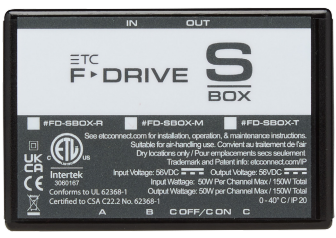 IN OUT
ETC
F DRIVE S
BOX
#FD-SBOX-R #FD-SBOX-M #FD-SBOX-T
See etcconnect.com for installation, operation, & maintenance instructions.
Suitable for air-handling use. Convient au traitement de l'air
Dry locations only / Pour emplacements secs seulement
Trademark and Patent info: etcconnect.com/IP
Input Voltage: 56VDC Output Voltage: 56VDC
Input Wattage: 50W Per Channel Max / 150W Total
Output Wattage: 50W Per Channel Max / 150W Total
0 - 40˚C / IP 20
UK
CA
ETL
Intertek
3060167
Conforms to UL 62368-1
Certified to CSA C22.2 No. 62368-1
A B C OFF / C ON C